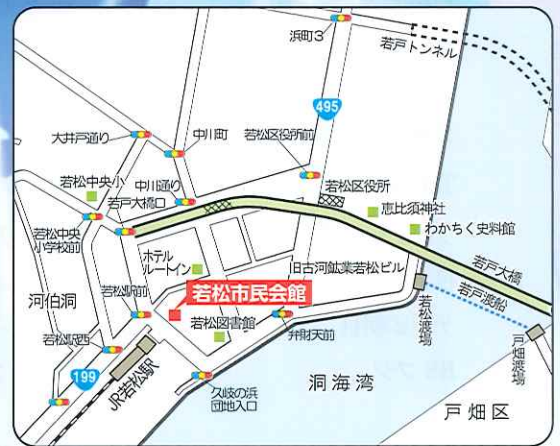 浜町3
若戸トンネル
495
大井戸通り
中川町
若松区役所前
若松中央小
中川通り
若戸大橋口
若松区役所
恵比須神社
わかちく史料館
若松中央
小学校前
ホテル
ルートイン
旧古河鉱業若松ビル
若戸大橋
若戸渡船
河伯洞
若松駅前
若松市民会館
若松渡場
若松図書館
弁財天前
戸畑渡場
若松駅西
199
JR若松駅
久岐の浜
団地入口
洞海湾
戸畑区